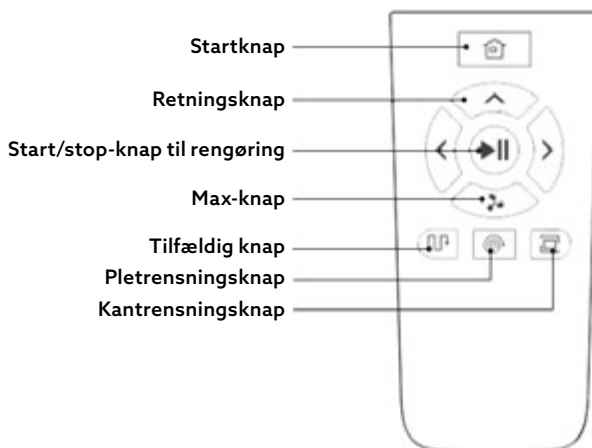 Startknap
Retningsknap
Start/stop-knap til rengøring
Max-knap
Tilfældig knap
Pletrensningsknap
Kantrensningsknap